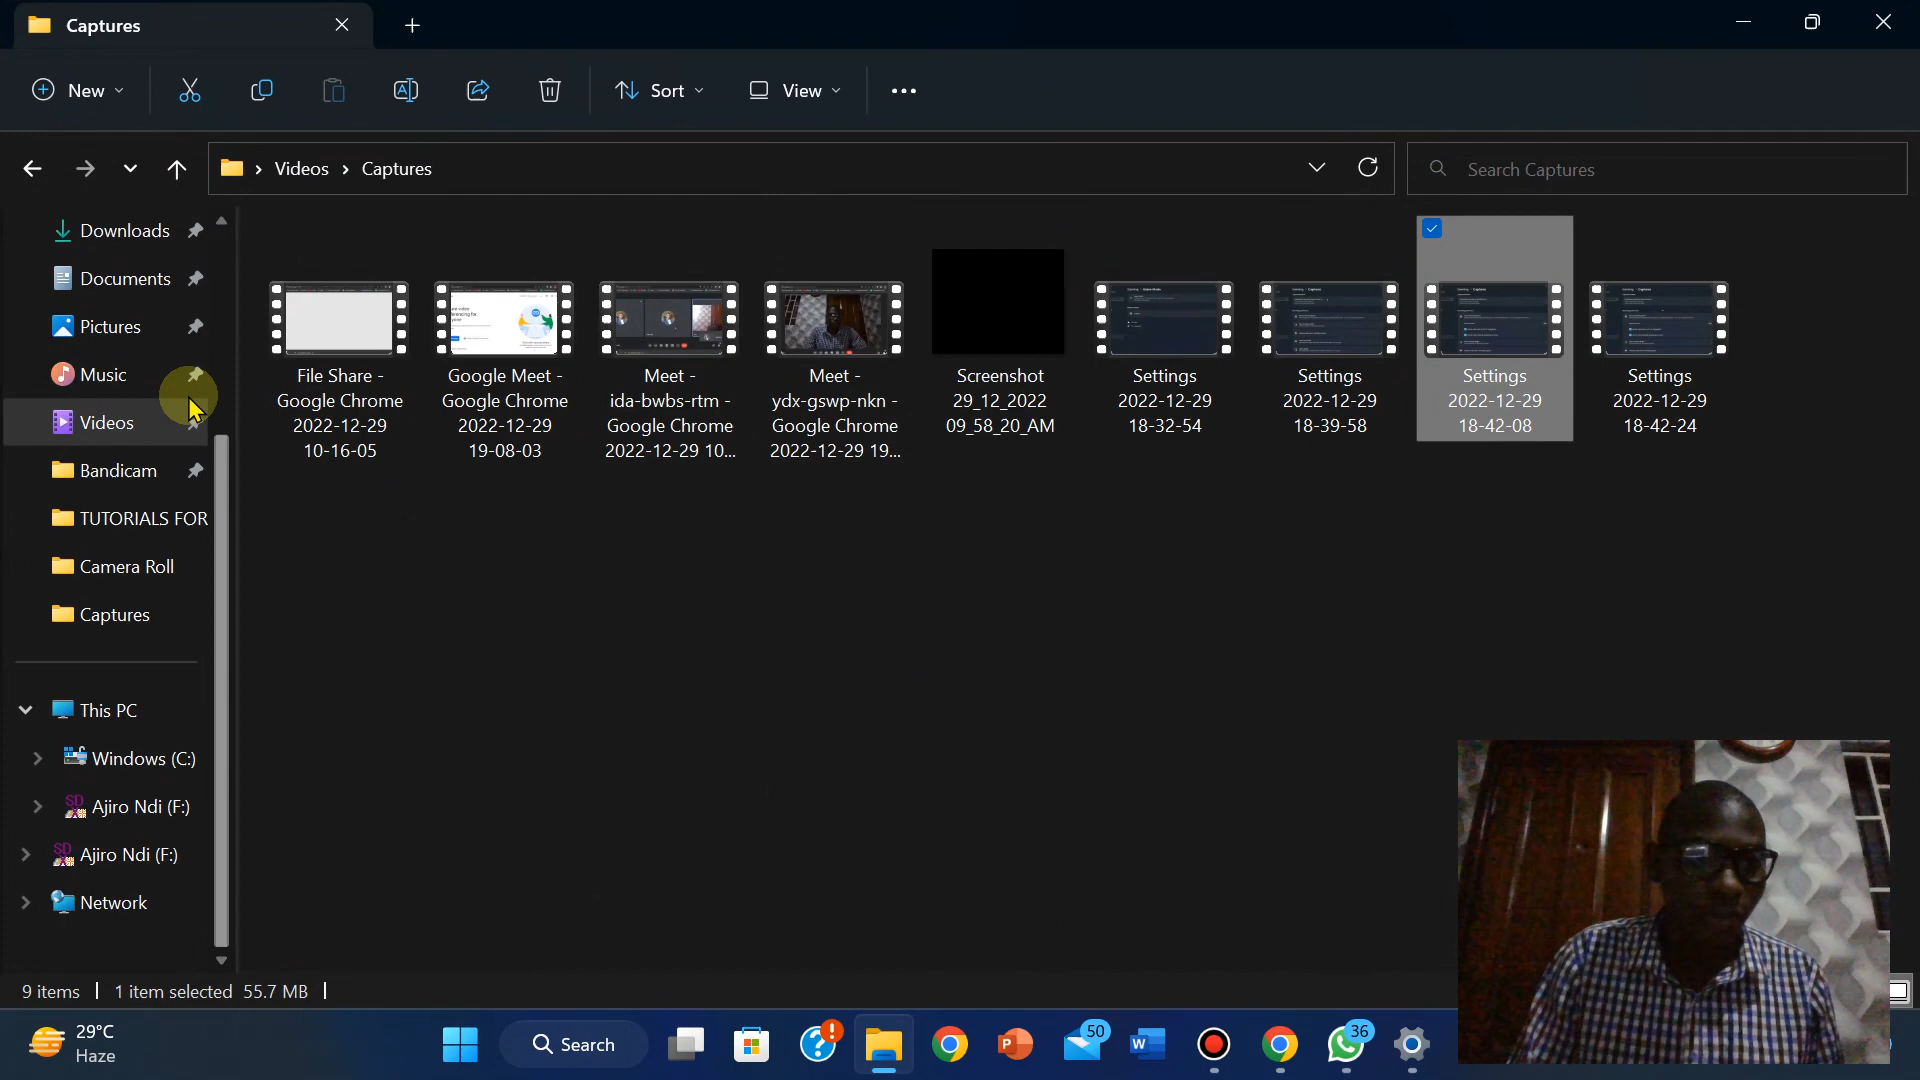 Captures
New
Sort
View
Videos > Captures
Search Captures
Downloads
Documents
Pictures
Music
Videos
Bandicam
TUTORIALS FOR
Camera Roll
Captures
This PC
Windows (C:)
Ajiro Ndi (F:)
Ajiro Ndi (F:)
Network
File Share -
Google Chrome
2022-12-29
10-16-05
Google Meet -
Google Chrome
2022-12-29
19-08-03
Meet -
ida-bwbs-rtm -
Google Chrome
2022-12-29 10...
Meet -
ydx-gswp-nkn -
Google Chrome
2022-12-29 19...
Screenshot
29_12_2022
09_58_20_AM
Settings
2022-12-29
18-32-54
Settings
2022-12-29
18-39-58
Settings
2022-12-29
18-42-08
Settings
2022-12-29
18-42-24
9 items
1 item selected 55.7 MB
29°C
Haze
Search
50
36